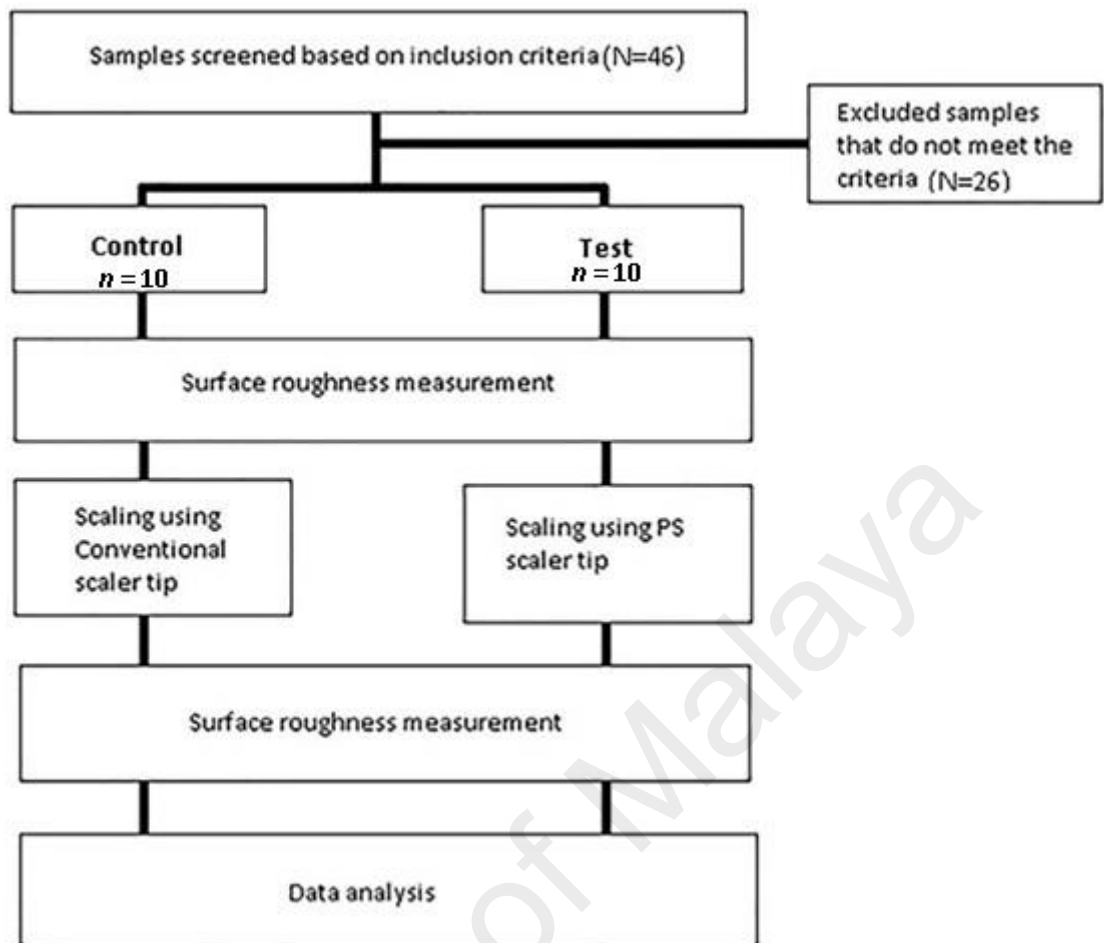 Samples screened based on inclusion criteria (N=46)
Excluded samples
that do not meet the
criteria (N=26)
Control
n = 10
Test
n = 10
Surface roughness measurement
Scaling using
Conventional
scaler tip
Scaling using PS
scaler tip
Surface roughness measurement
Data analysis
of Malaya